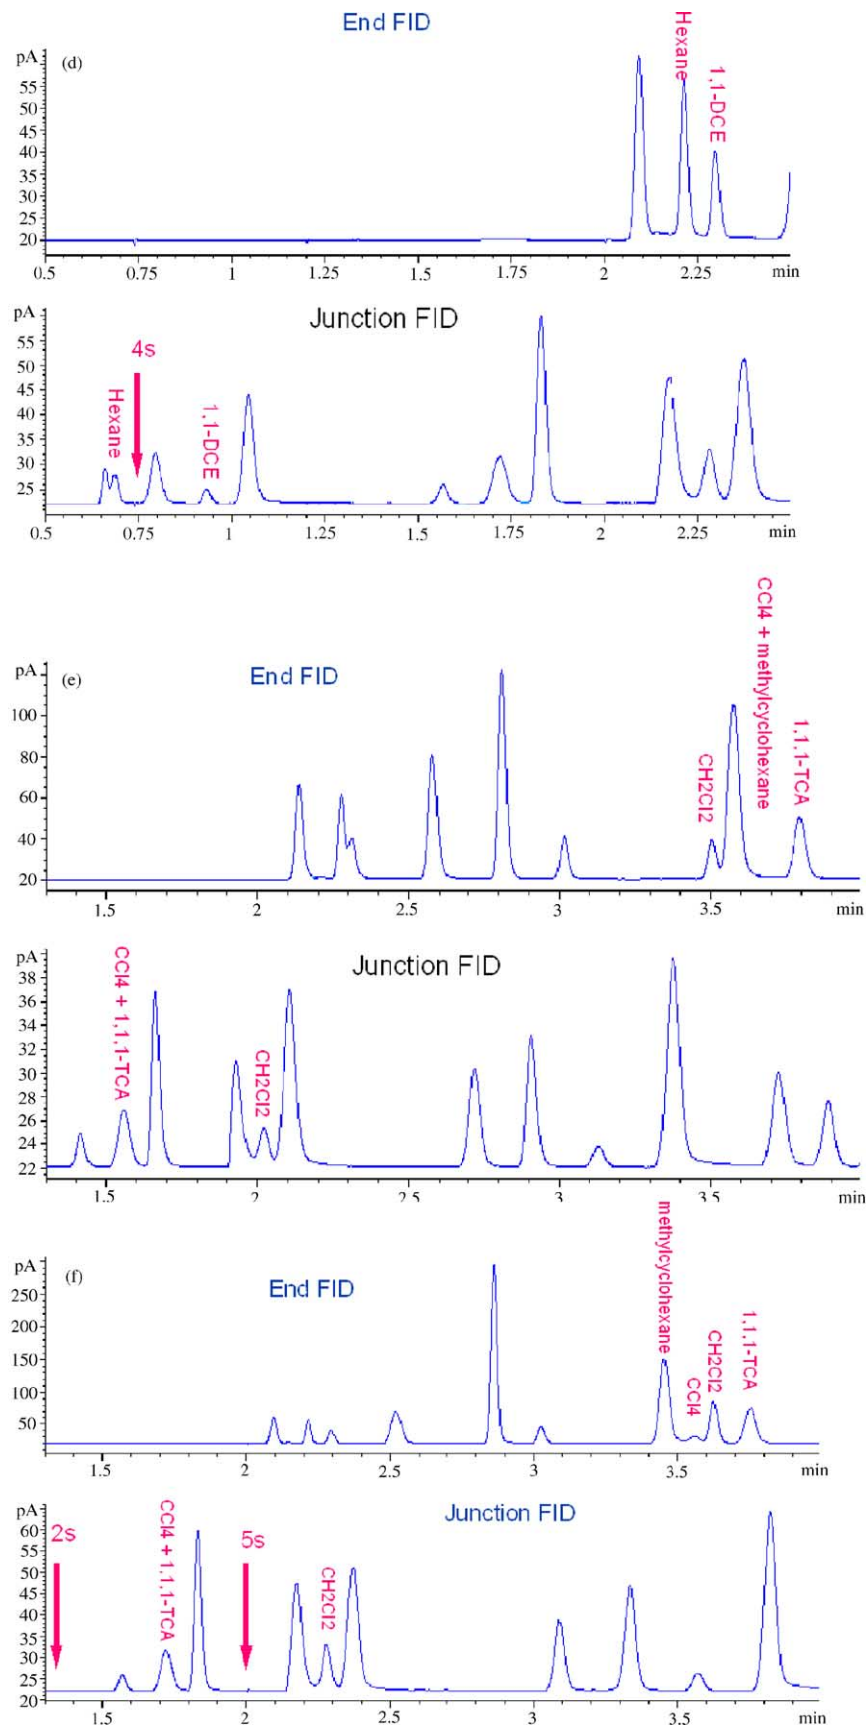 End FID
pA
(d)
Hexane
1,1-DCE
55
50
45
40
35
30
25
20
0.5 0.75 1 1.25 1.5 1.75 2 2.25 min
pA
Junction FID
4s
Hexane
1,1-DCE
55
50
45
40
35
30
25
0.5 0.75 1 1.25 1.5 1.75 2 2.25 min
pA
(e)
End FID
CH2Cl2
CCl4 + methylcyclohexane
1,1,1-TCA
100
80
60
40
20
1.5 2 2.5 3 3.5 min
pA
Junction FID
CCl4 + 1,1,1-TCA
CH2Cl2
38
36
34
32
30
28
26
24
22
1.5 2 2.5 3 3.5 min
pA
(f)
End FID
methylcyclohexane
CCl4
CH2Cl2
1,1,1-TCA
250
200
150
100
50
1.5 2 2.5 3 3.5 min
pA
Junction FID
2s
CCl4 + 1,1,1-TCA
5s
CH2Cl2
60
55
50
45
40
35
30
25
20
1.5 2 2.5 3 3.5 min